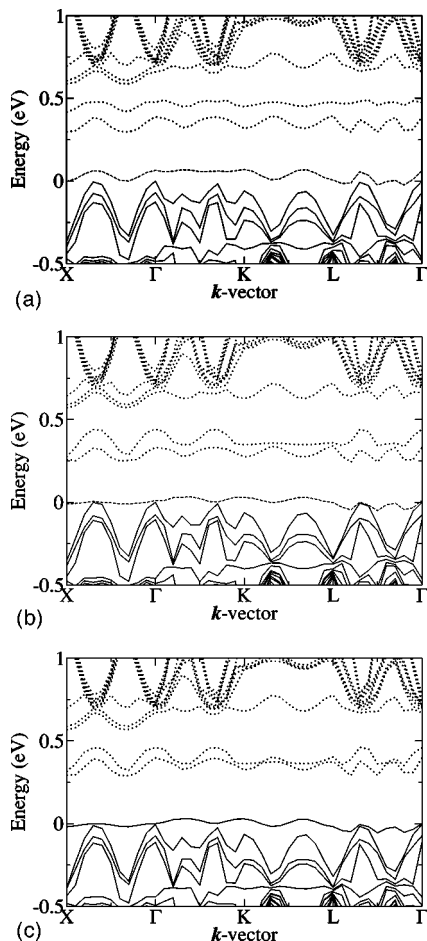 1
0.5
0
-0.5
Energy (eV)
X Γ K L Γ
k-vector
(a)
1
0.5
0
-0.5
Energy (eV)
X Γ K L Γ
k-vector
(b)
1
0.5
0
-0.5
Energy (eV)
X Γ K L Γ
k-vector
(c)